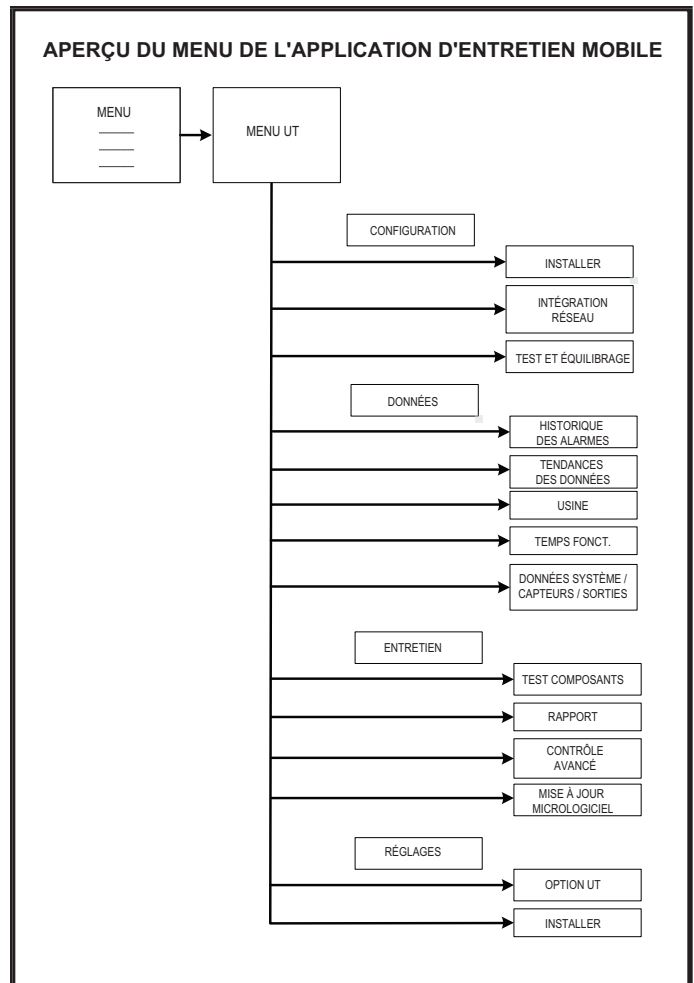 APERÇU DU MENU DE L'APPLICATION D'ENTRETIEN MOBILE
MENU
MENU UT
CONFIGURATION
INSTALLER
INTÉGRATION
RÉSEAU
TEST ET ÉQUILIBRAGE
DONNÉES
HISTORIQUE
DES ALARMES
TENDANCES
DES DONNÉES
USINE
TEMPS FONCT.
DONNÉES SYSTÈME /
CAPTEURS / SORTIES
ENTRETIEN
TEST COMPOSANTS
RAPPORT
CONTRÔLE
AVANCÉ
MISE À JOUR
MICROLOGICIEL
RÉGLAGES
OPTION UT
INSTALLER